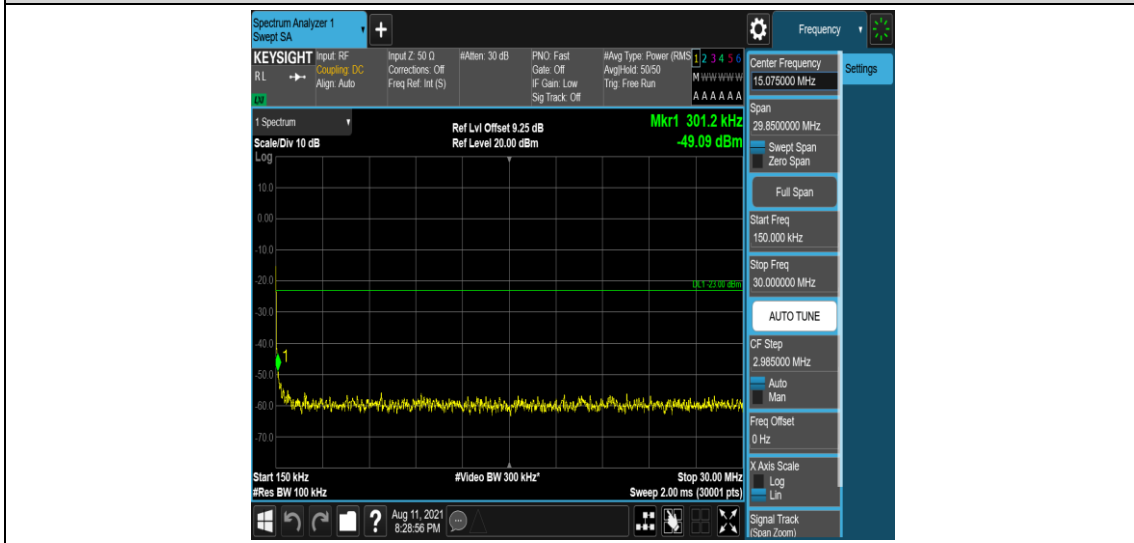 Spectrum Analyzer 1
Swept SA
+
Frequency
KEYSIGHT
R L
LXI
Input: RF
Coupling: DC
Align: Auto
Input Z: 50 Ω
Corrections: Off
Freq Ref: Int (S)
#Atten: 30 dB
PNO: Fast
Gate: Off
IF Gain: Low
Sig Track: Off
#Avg Type: Power (RMS
Avg|Hold: 50/50
Trig: Free Run
1 2 3 4 5 6
M W W W W W
A A A A A A
1 Spectrum
Scale/Div 10 dB
Log
Ref Lvl Offset 9.25 dB
Ref Level 20.00 dBm
Mkr1 301.2 kHz
-49.09 dBm
10.0
0.00
-10.0
-20.0
DL1 -23.00 dBm
-30.0
-40.0
1
-50.0
-60.0
-70.0
Start 150 kHz
#Res BW 100 kHz
#Video BW 300 kHz*
Stop 30.00 MHz
Sweep 2.00 ms (30001 pts)
?
Aug 11, 2021
8:28:56 PM
Center Frequency
15.075000 MHz
Settings
Span
29.8500000 MHz
Swept Span
Zero Span
Full Span
Start Freq
150.000 kHz
Stop Freq
30.000000 MHz
AUTO TUNE
CF Step
2.985000 MHz
Auto
Man
Freq Offset
0 Hz
X Axis Scale
Log
Lin
Signal Track
(Span Zoom)